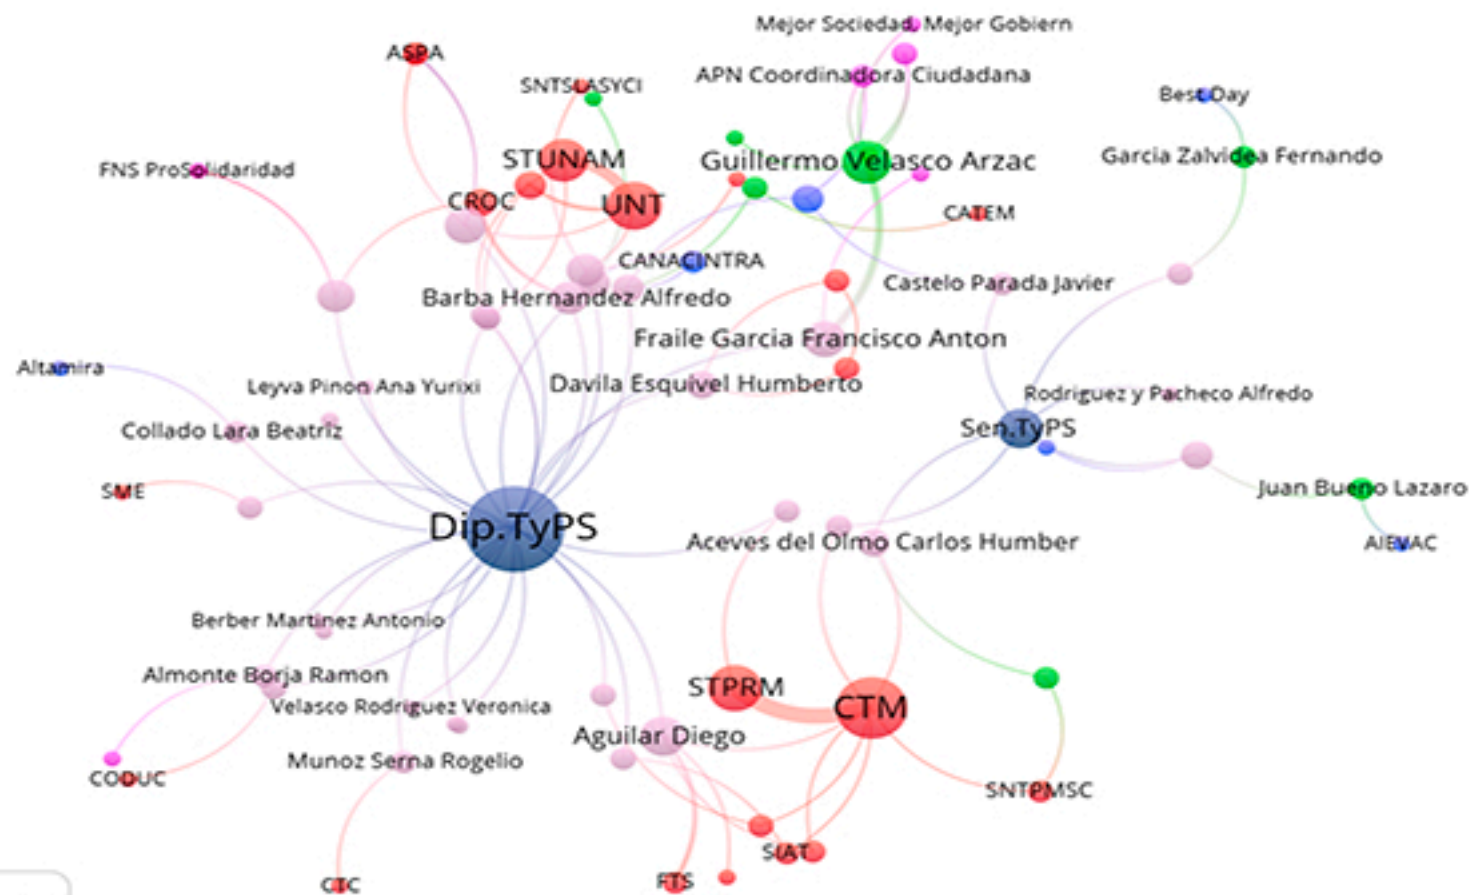 Mejor Sociedad, Mejor Gobiern
ASPA
APN Coordinadora Ciudadana
SNTSLASYCI
Best Day
STUNAM
Guillermo Velasco Arzac
Garcia Zalvidea Fernando
FNS ProSolidaridad
CROC
UNT
CATEM
CANACINTRA
Castelo Parada Javier
Barba Hernandez Alfredo
Fraile Garcia Francisco Anton
Altamira
Leyva Pinon Ana Yurixi
Davila Esquivel Humberto
Rodriguez y Pacheco Alfredo
Collado Lara Beatriz
Sen.TyPS
SME
Juan Bueno Lazaro
Dip.TyPS
Aceves del Olmo Carlos Humber
AIEVAC
Berber Martinez Antonio
Almonte Borja Ramon
STPRM
Velasco Rodriguez Veronica
CTM
Aguilar Diego
Munoz Serna Rogelio
CODUC
SNTPMSC
SIAT
CTC
FTS